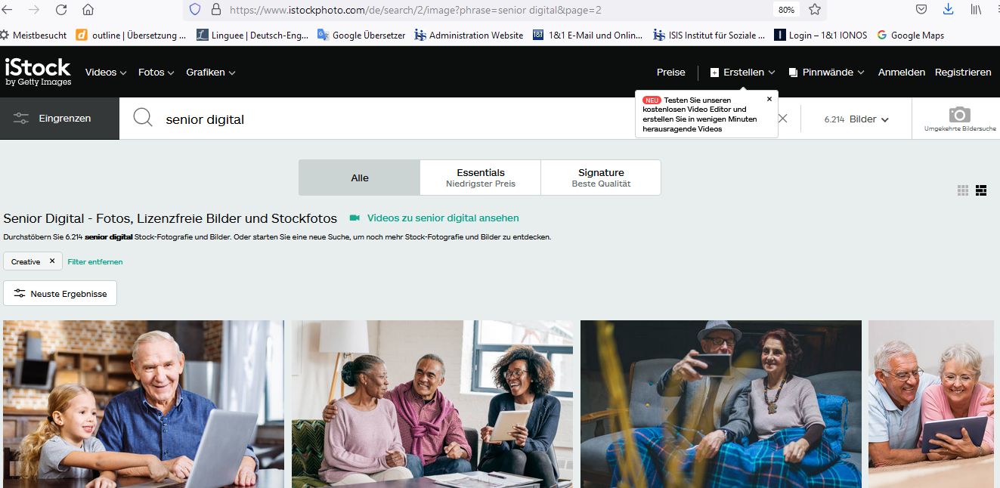 https://www.istockphoto.com/de/search/2/image?phrase=senior digital&page=2
80%
Meistbesucht
outline | Übersetzung ...
Linguee | Deutsch-Eng...
Google Übersetzer
Administration Website
1&1 E-Mail und Onlin...
ISIS Institut für Soziale ...
Login – 1&1 IONOS
Google Maps
iStock
by Getty Images
Videos
Fotos
Grafiken
Preise
Erstellen
Pinnwände
Anmelden
Registrieren
NEU Testen Sie unseren
kostenlosen Video Editor und
erstellen Sie in wenigen Minuten
herausragende Videos
Eingrenzen
senior digital
6.214 Bilder
Umgekehrte Bildersuche
Alle
Essentials
Niedrigster Preis
Signature
Beste Qualität
Senior Digital - Fotos, Lizenzfreie Bilder und Stockfotos
Videos zu senior digital ansehen
Durchstöbern Sie 6.214 senior digital Stock-Fotografie und Bilder. Oder starten Sie eine neue Suche, um noch mehr Stock-Fotografie und Bilder zu entdecken.
Creative
Filter entfernen
Neuste Ergebnisse